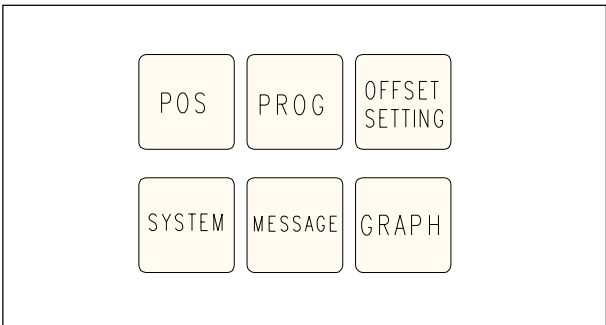 POS
PROG
OFFSET
SETTING
SYSTEM
MESSAGE
GRAPH